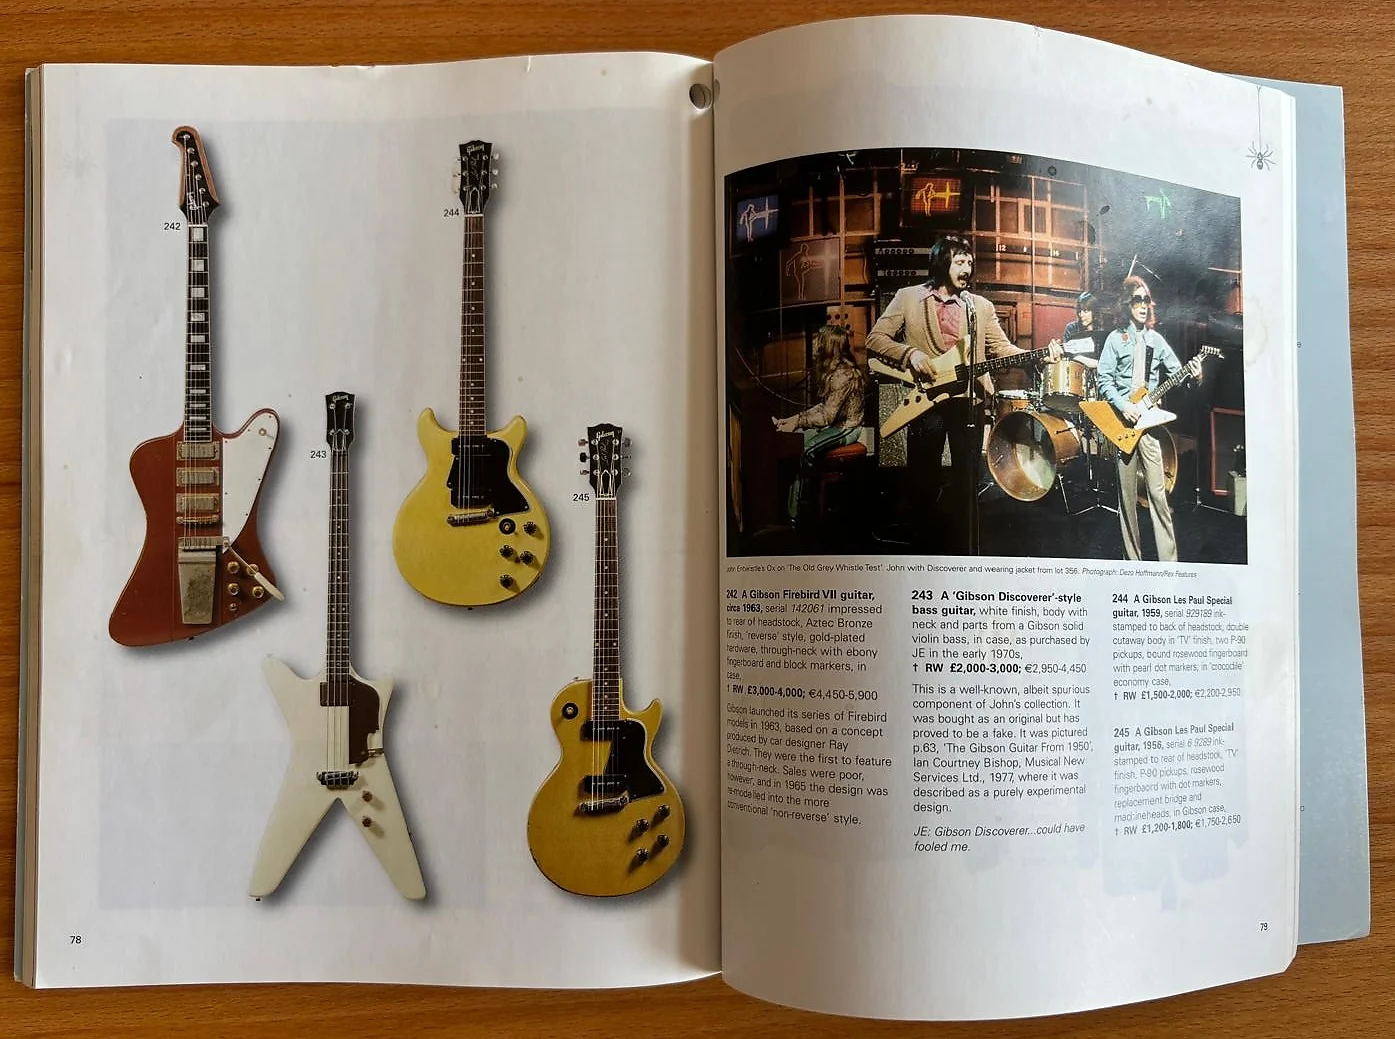 242
244
243
245
Gibson
Gibson
Gibson
78
John Entwistle's Ox on 'The Old Grey Whistle Test'. John with Discoverer and wearing jacket from lot 356. Photograph: Dezo Hoffmann/Rex Features
242 A Gibson Firebird VII guitar,
circa 1963, serial 142061 impressed
to rear of headstock, Aztec Bronze
finish, 'reverse' style, gold-plated
hardware, through-neck with ebony
fingerboard and block markers, in
case,
† RW £3,000-4,000; €4,450-5,900
Gibson launched its series of Firebird
models in 1963, based on a concept
produced by car designer Ray
Dietrich. They were the first to feature
a through-neck. Sales were poor,
however, and in 1965 the design was
re-modelled into the more
conventional 'non-reverse' style.
243 A 'Gibson Discoverer'-style
bass guitar, white finish, body with
neck and parts from a Gibson solid
violin bass, in case, as purchased by
JE in the early 1970s,
† RW £2,000-3,000; €2,950-4,450
This is a well-known, albeit spurious
component of John's collection. It
was bought as an original but has
proved to be a fake. It was pictured
p.63, 'The Gibson Guitar From 1950',
Ian Courtney Bishop, Musical New
Services Ltd., 1977, where it was
described as a purely experimental
design.
JE: Gibson Discoverer...could have
fooled me.
244 A Gibson Les Paul Special
guitar, 1959, serial 929189 ink-
stamped to back of headstock, double
cutaway body in 'TV' finish, two P-90
pickups, bound rosewood fingerboard
with pearl dot markers, in 'crocodile'
economy case,
† RW £1,500-2,000; €2,200-2,950
245 A Gibson Les Paul Special
guitar, 1956, serial 6 9289 ink-
stamped to rear of headstock, 'TV'
finish, P-90 pickups, rosewood
fingerbaord with dot markers,
replacement bridge and
machineheads, in Gibson case,
† RW £1,200-1,800; €1,750-2,650
79